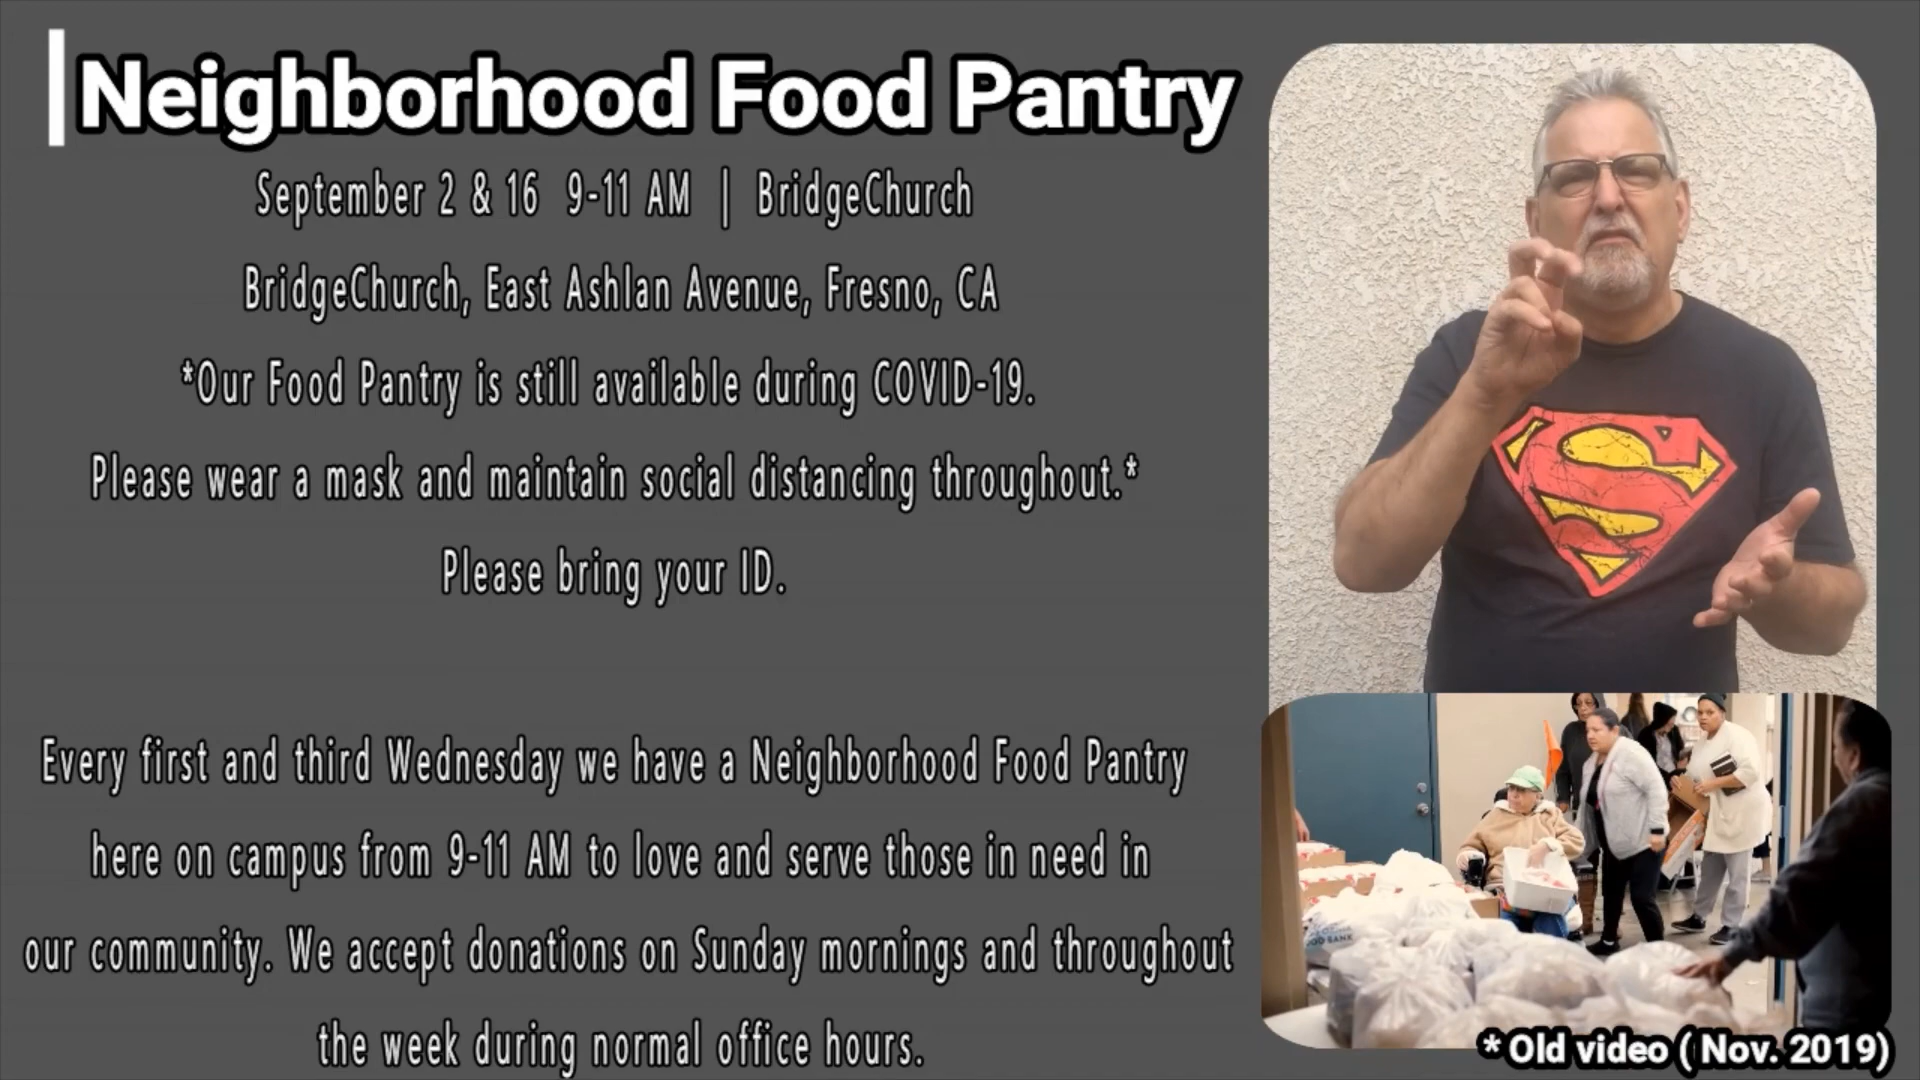 Neighborhood Food Pantry
September 2 & 16 9-11 AM | BridgeChurch
BridgeChurch, East Ashlan Avenue, Fresno, CA
*Our Food Pantry is still available during COVID-19.
Please wear a mask and maintain social distancing throughout.*
Please bring your ID.
Every first and third Wednesday we have a Neighborhood Food Pantry
here on campus from 9-11 AM to love and serve those in need in
our community. We accept donations on Sunday mornings and throughout
the week during normal office hours.
S
BANK
* Old video ( Nov. 2019)